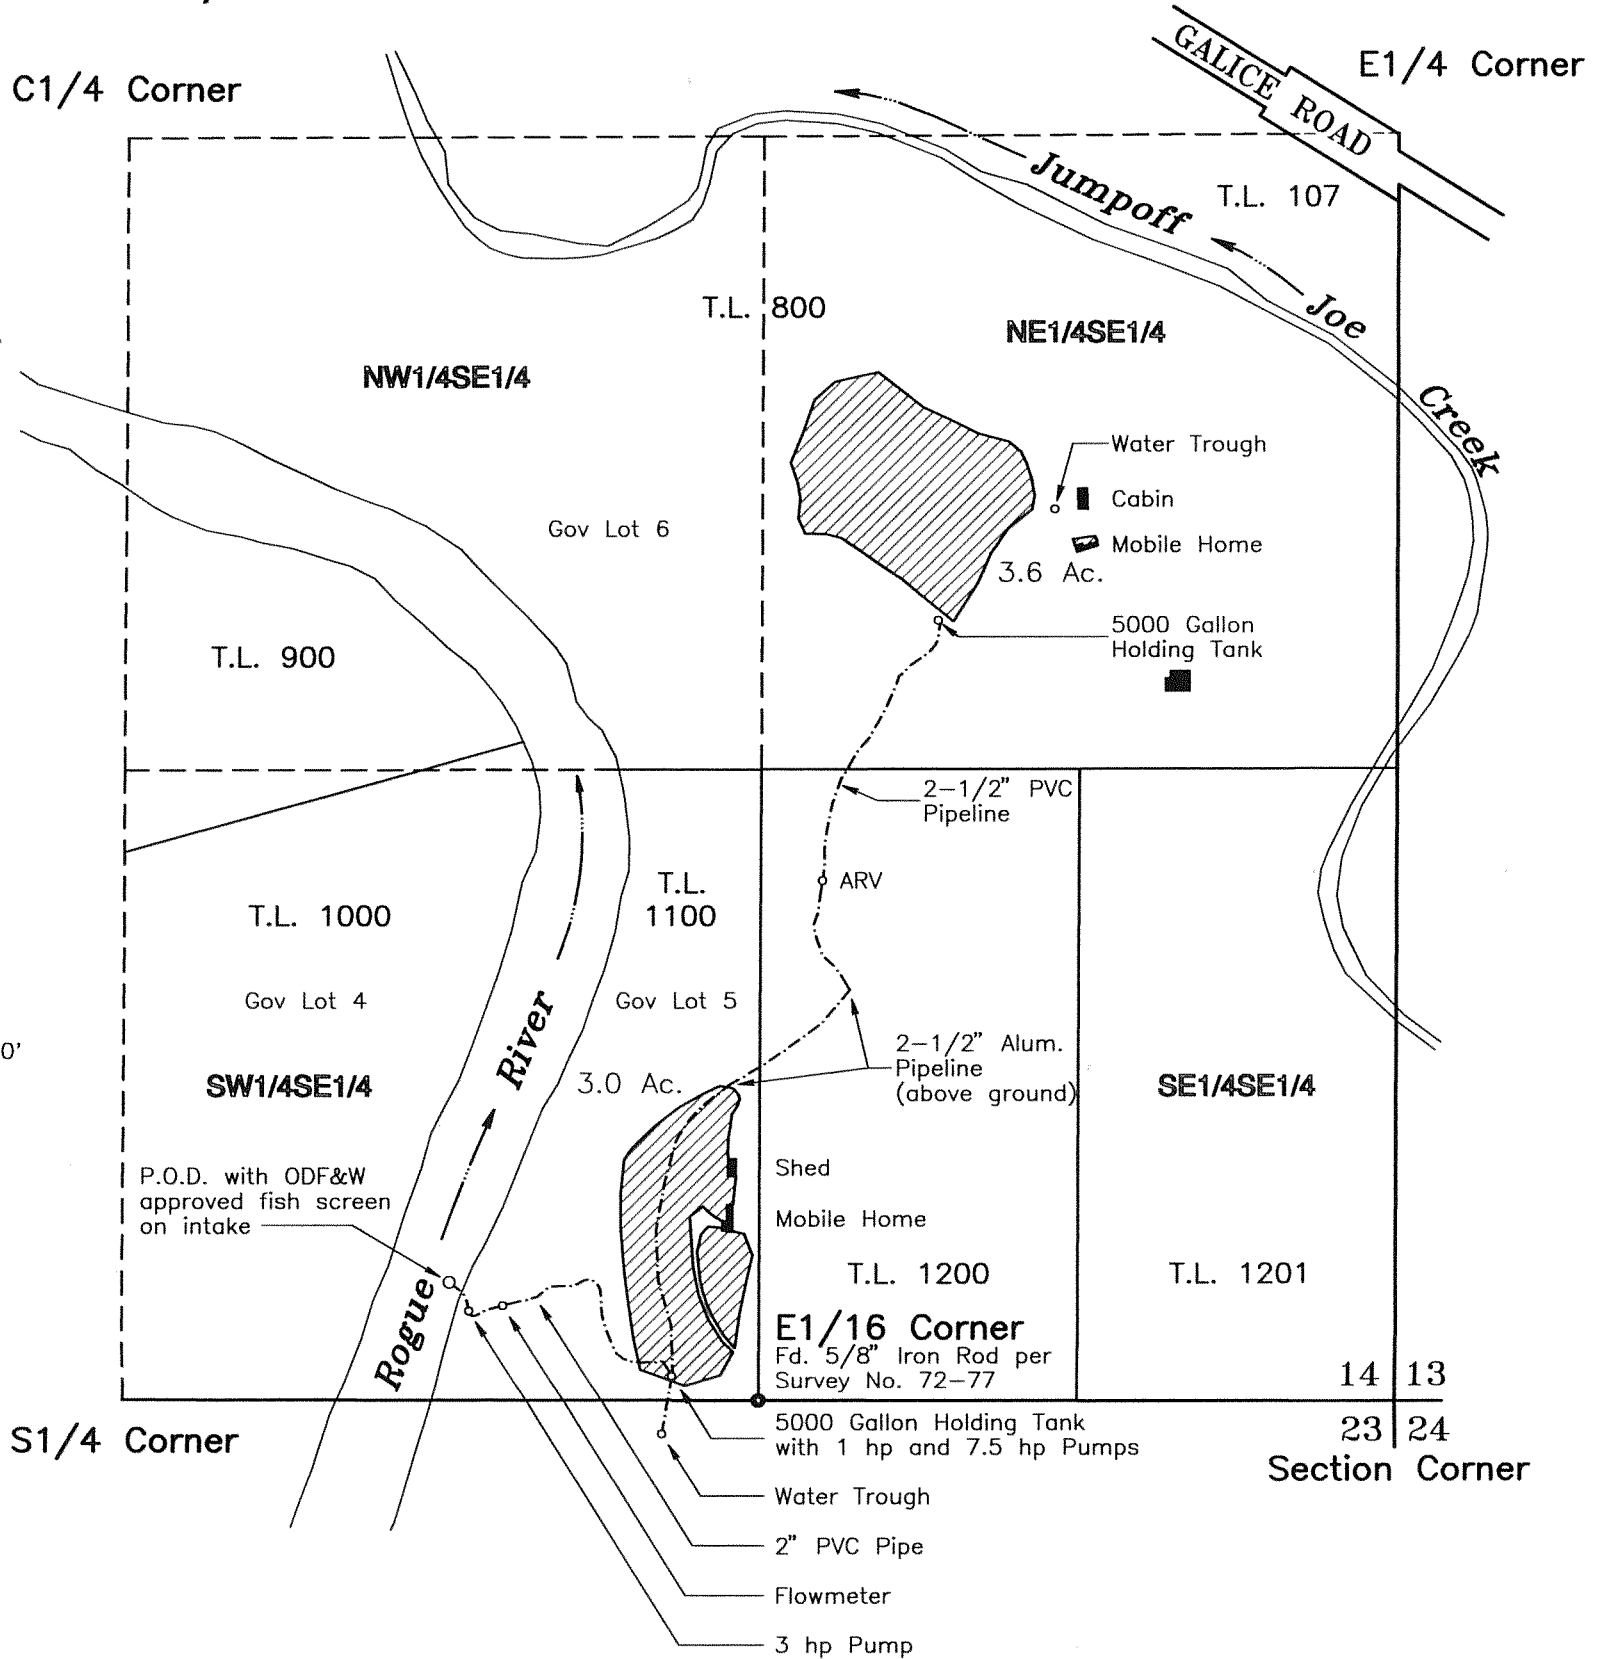 C1/4 Corner
GALICE ROAD
E1/4 Corner
Jumpoff Joe Creek
T.L. 107
T.L. 800
NW1/4SE1/4
NE1/4SE1/4
Water Trough
Cabin
Mobile Home
3.6 Ac.
Gov Lot 6
5000 Gallon
Holding Tank
T.L. 900
2-1/2" PVC
Pipeline
ARV
T.L. 1000
T.L.
1100
Gov Lot 4
Gov Lot 5
0'
2-1/2" Alum.
Pipeline
(above ground)
SW1/4SE1/4
3.0 Ac.
SE1/4SE1/4
Rogue River
P.O.D. with ODF&W
approved fish screen
on intake
Shed
Mobile Home
T.L. 1200
T.L. 1201
E1/16 Corner
Fd. 5/8" Iron Rod per
Survey No. 72-77
14 13
23 24
S1/4 Corner
Section Corner
5000 Gallon Holding Tank
with 1 hp and 7.5 hp Pumps
Water Trough
2" PVC Pipe
Flowmeter
3 hp Pump